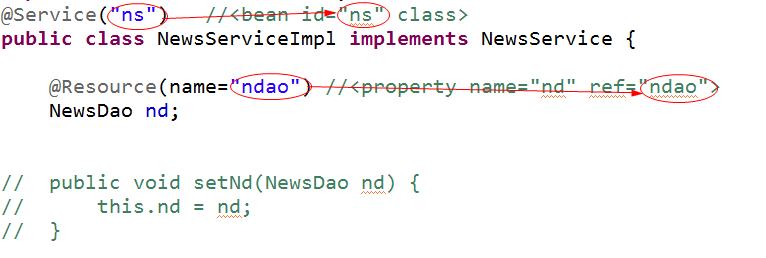 @Service("ns")   //<bean id="ns" class>
public class NewsServiceImpl implements NewsService {
    @Resource(name="ndao") //<property name="nd" ref="ndao">
    NewsDao nd;
//  public void setNd(NewsDao nd) {
//      this.nd = nd;
//  }